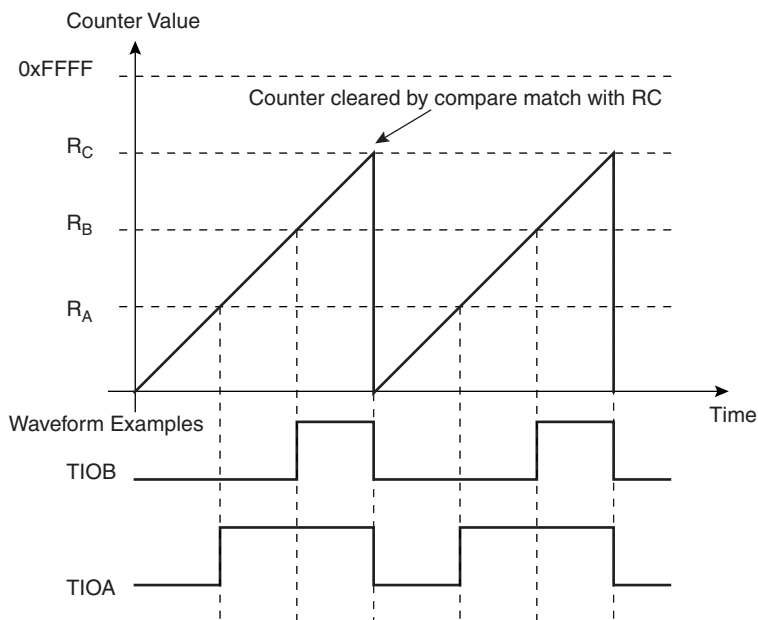 Counter Value
0xFFFF
Counter cleared by compare match with RC
RC
RB
RA
Time
Waveform Examples
TIOB
TIOA